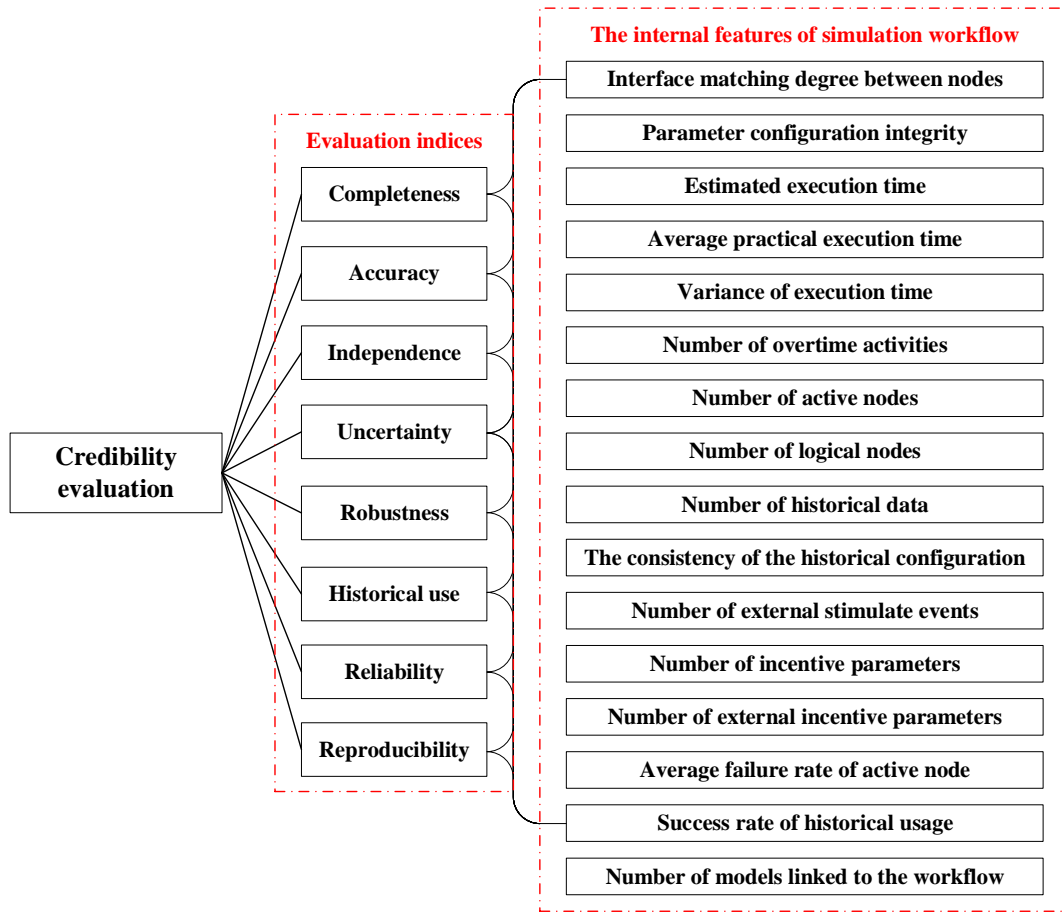 Credibility
evaluation
Evaluation indices
Completeness
Accuracy
Independence
Uncertainty
Robustness
Historical use
Reliability
Reproducibility
The internal features of simulation workflow
Interface matching degree between nodes
Parameter configuration integrity
Estimated execution time
Average practical execution time
Variance of execution time
Number of overtime activities
Number of active nodes
Number of logical nodes
Number of historical data
The consistency of the historical configuration
Number of external stimulate events
Number of incentive parameters
Number of external incentive parameters
Average failure rate of active node
Success rate of historical usage
Number of models linked to the workflow